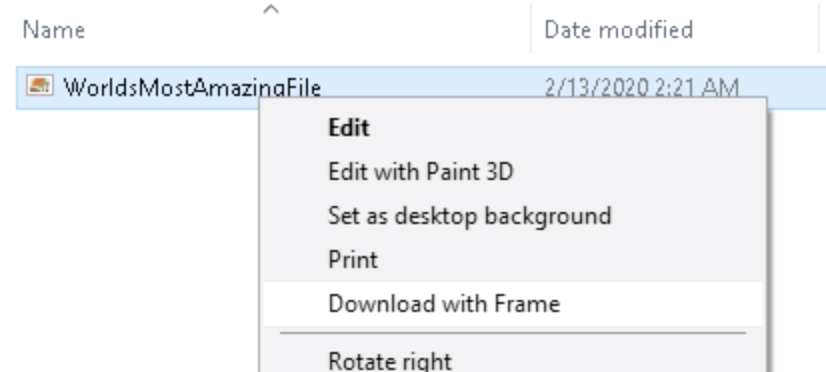 Name Date modified
WorldsMostAmazingFile 2/13/2020 2:21 AM
Edit
Edit with Paint 3D
Set as desktop background
Print
Download with Frame
Rotate right